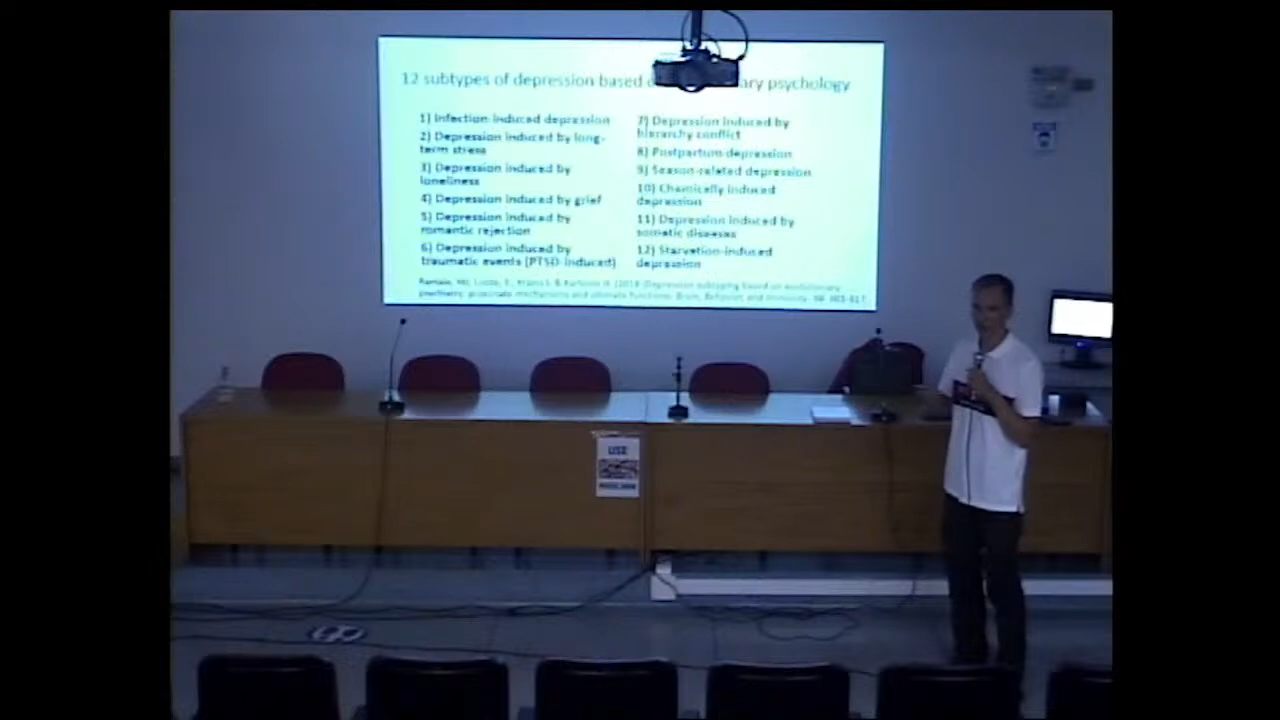 12 subtypes of depression based ary psychology
1) Infection-induced depression
2) Depression induced by long-
term stress
3) Depression induced by
loneliness
4) Depression induced by grief
5) Depression induced by
romantic rejection
6) Depression induced by
traumatic events (PTSD-induced)
7) Depression induced by
hierarchy conflict
8) Postpartum depression
9) Season-related depression
10) Chemically induced
depression
11) Depression induced by
somatic diseases
12) Starvation-induced
depression
USE